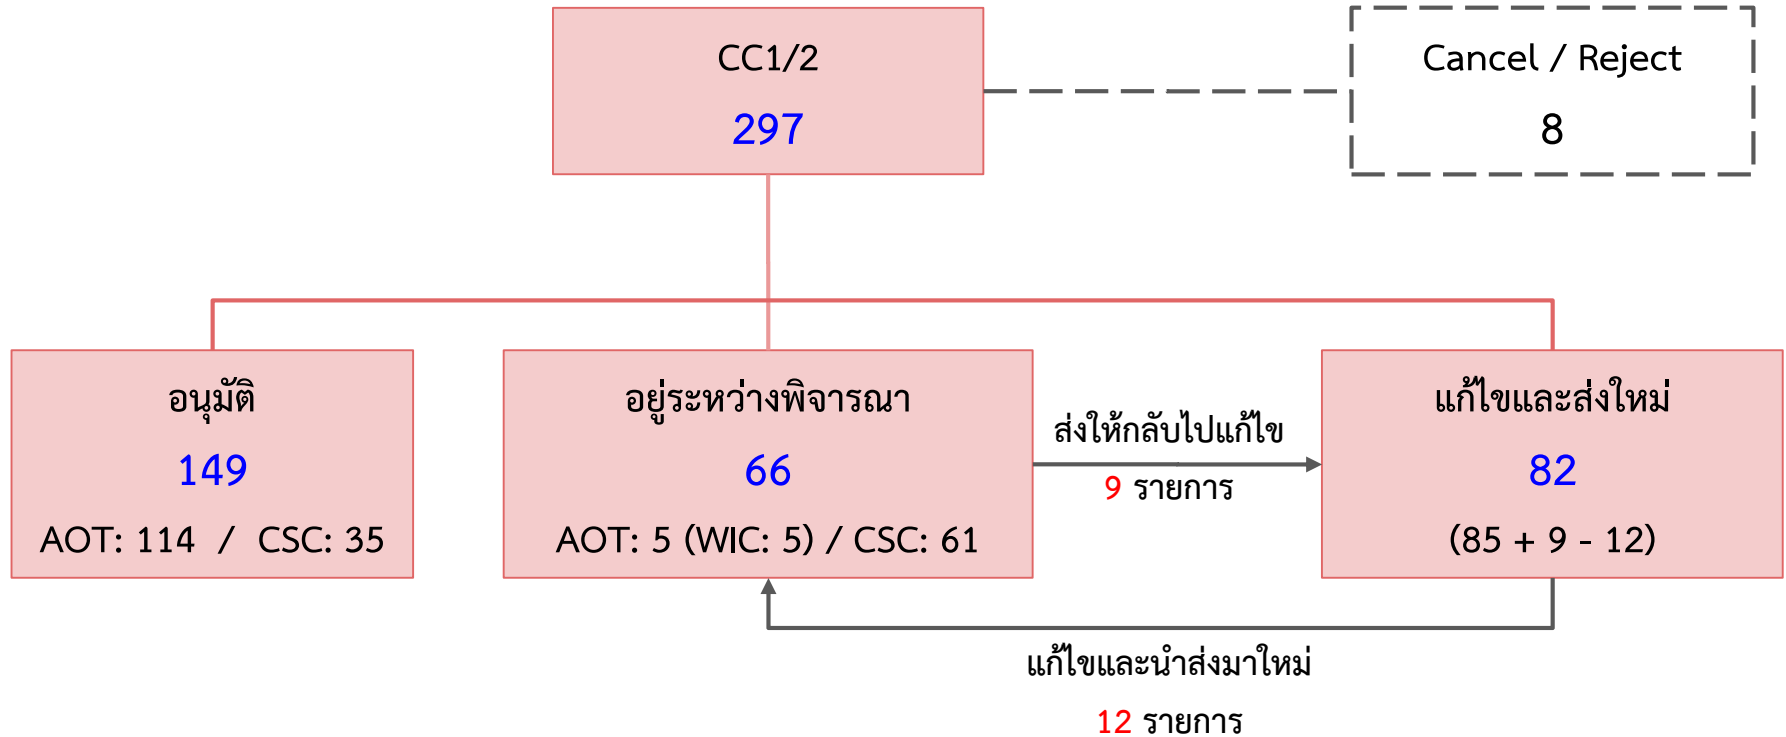 CC1/2
297
Cancel / Reject
8
อนุมัติ
149
AOT: 114 / CSC: 35
อยู่ระหว่างพิจารณา
66
AOT: 5 (WIC: 5) / CSC: 61
ส่งให้กลับไปแก้ไข
9 รายการ
แก้ไขและส่งใหม่
82
(85 + 9 - 12)
แก้ไขและนำส่งมาใหม่
12 รายการ